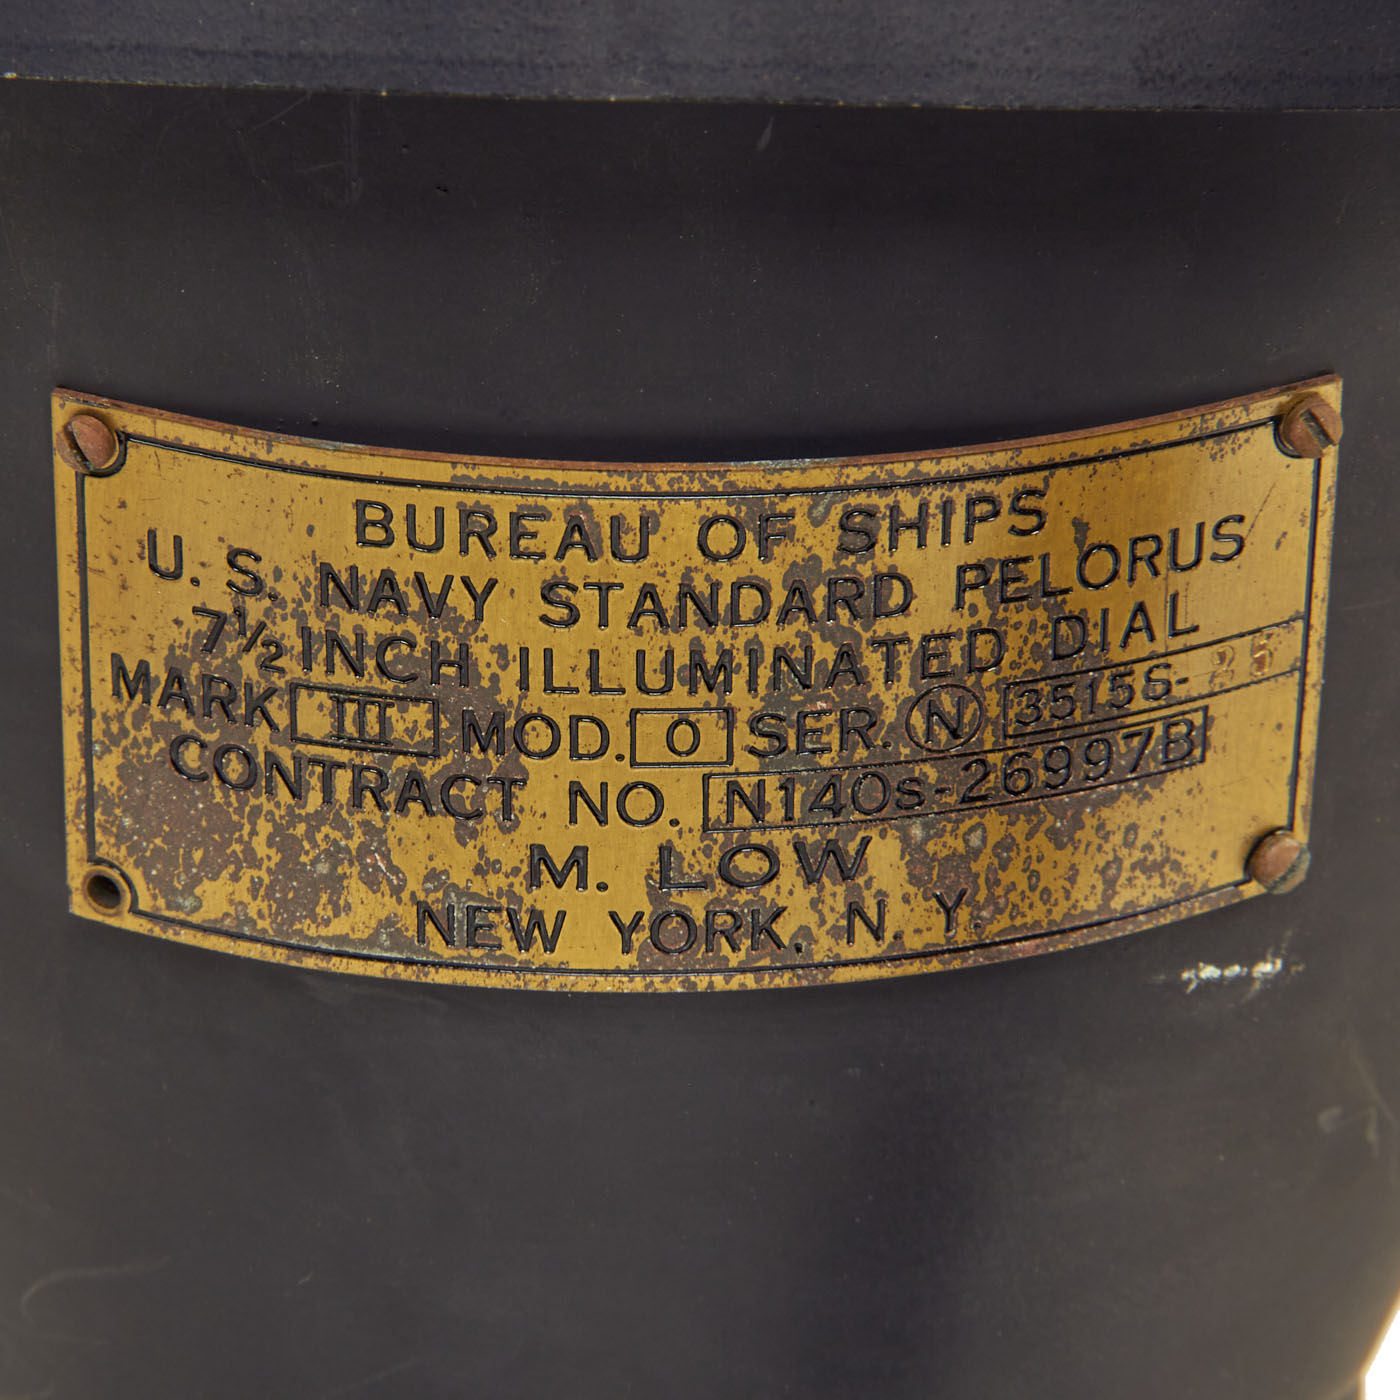 BUREAU OF SHIPS
U. S. NAVY STANDARD PELORUS
7½ INCH ILLUMINATED DIAL
MARK III MOD. 0 SER. N 3515S-25
CONTRACT NO. N140s-26997B
M. LOW
NEW YORK, N. Y.